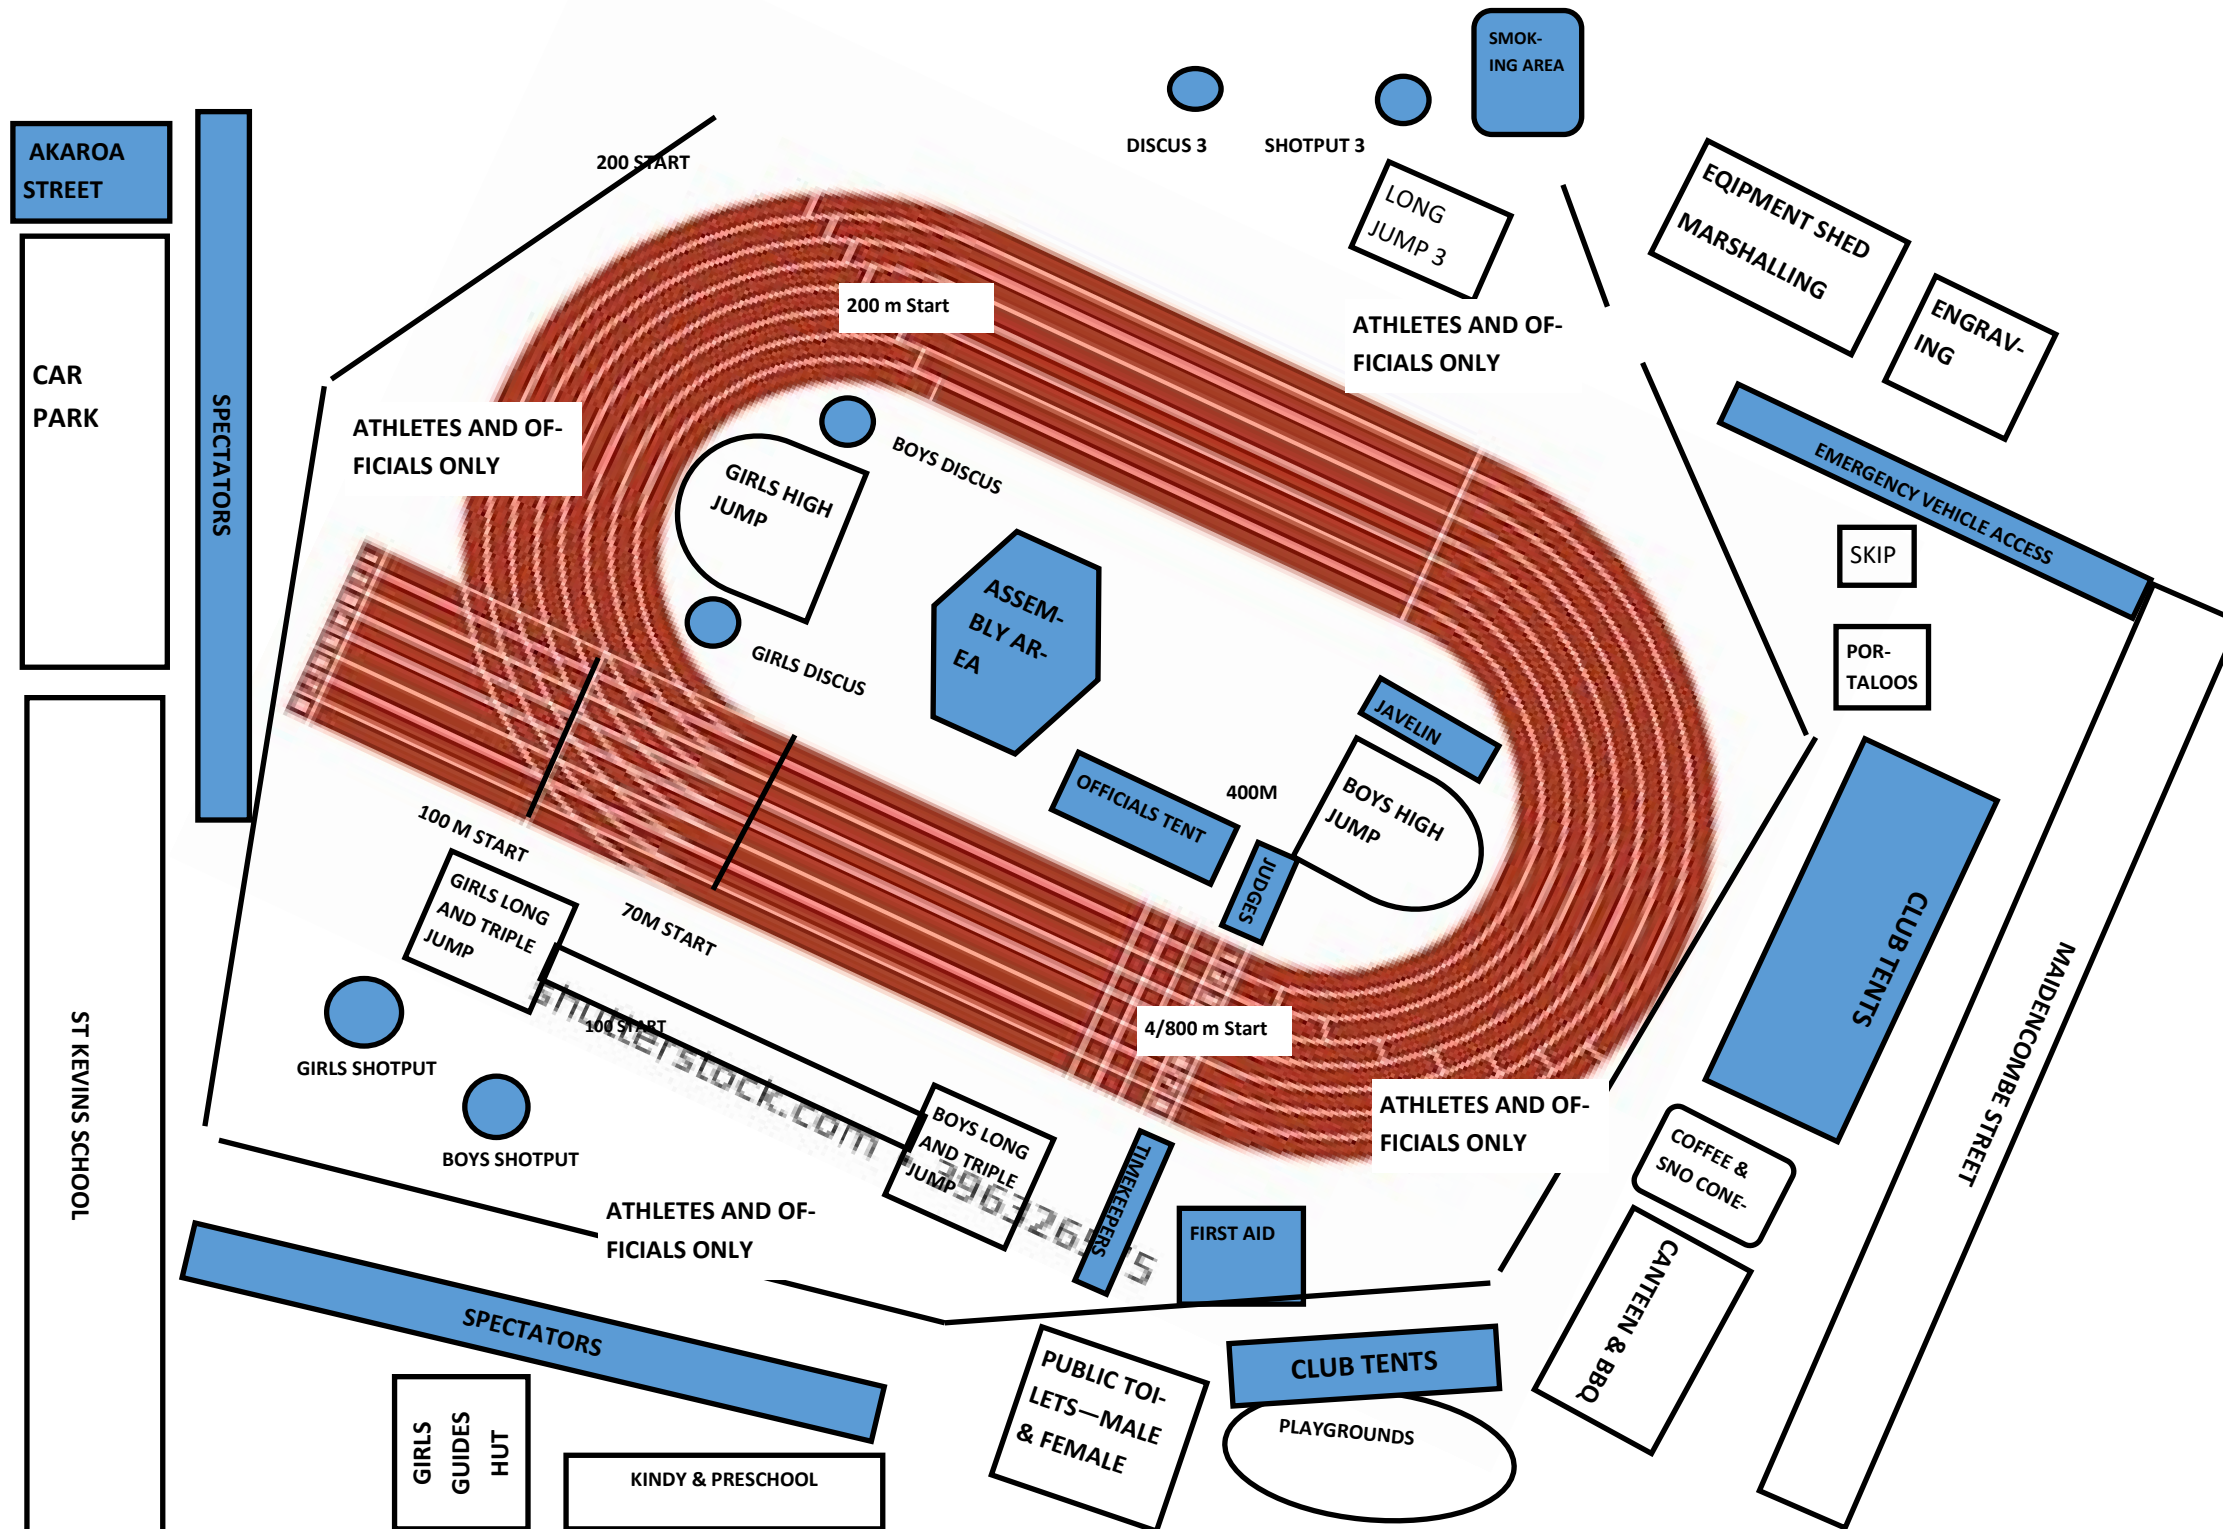 SMOK-
ING AREA
DISCUS 3
SHOTPUT 3
AKAROA
STREET
200 START
LONG
JUMP 3
EQIPMENT SHED
MARSHALLING
ENGRAV-
ING
200 m Start
ATHLETES AND OF-
FICIALS ONLY
CAR
PARK
SPECTATORS
ATHLETES AND OF-
FICIALS ONLY
BOYS DISCUS
GIRLS HIGH
JUMP
EMERGENCY VEHICLE ACCESS
SKIP
ASSEM-
BLY AR-
EA
GIRLS DISCUS
POR-
TALOOS
JAVELIN
OFFICIALS TENT
400M
BOYS HIGH
JUMP
JUDGES
100 M START
GIRLS LONG
AND TRIPLE
JUMP
70M START
CLUB TENTS
MAIDENCOMBE STREET
ST KEVINS SCHOOL
GIRLS SHOTPUT
100 START
shutterstock.com
4/800 m Start
BOYS SHOTPUT
BOYS LONG
AND TRIPLE
JUMP
TIMEKEEPERS
ATHLETES AND OF-
FICIALS ONLY
COFFEE &
SNO CONE-
ATHLETES AND OF-
FICIALS ONLY
FIRST AID
CANTEEN & BBQ
SPECTATORS
PUBLIC TOI-
LETS—MALE
& FEMALE
CLUB TENTS
PLAYGROUNDS
GIRLS
GUIDES
HUT
KINDY & PRESCHOOL